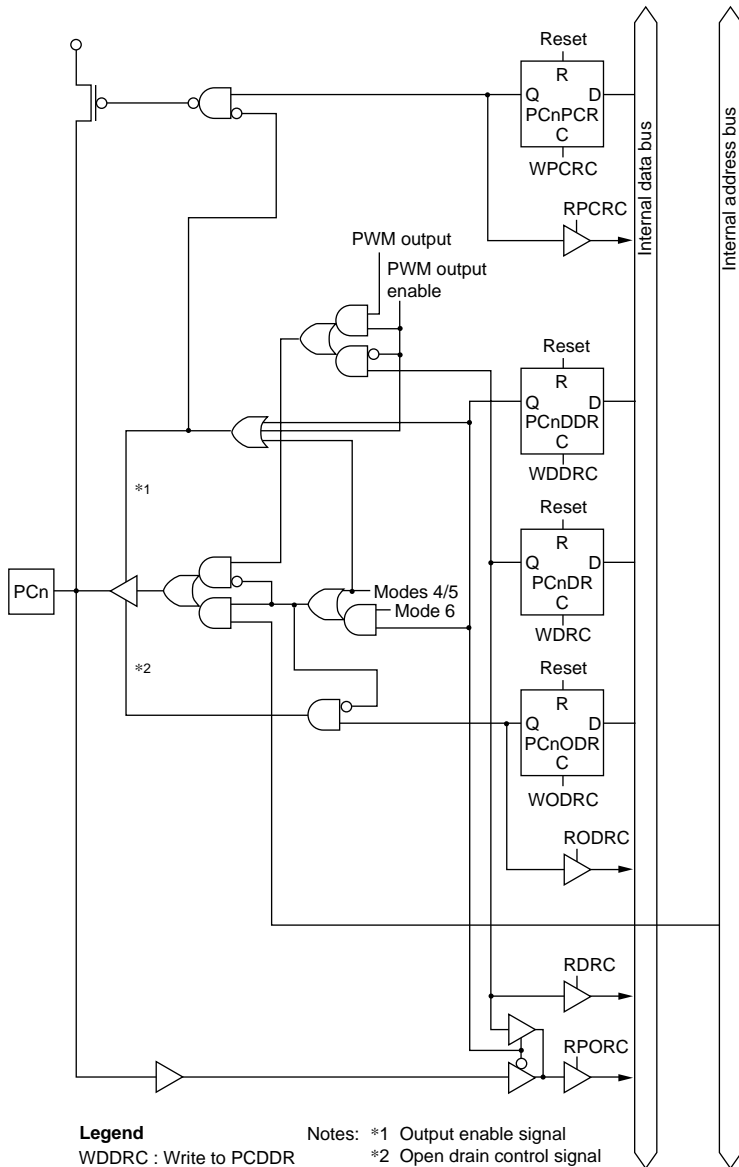 Reset
R
Q D
PCnPCR
C
WPCRC
RPCRC
Internal data bus
Internal address bus
PWM output
PWM output
enable
Reset
R
Q D
PCnDDR
C
WDDRC
*1
Reset
R
Q D
PCnDR
C
WDRC
PCn
Modes 4/5
Mode 6
*2
Reset
R
Q D
PCnODR
C
WODRC
RODRC
RDRC
RPORC
Legend
WDDRC : Write to PCDDR
Notes: *1 Output enable signal
*2 Open drain control signal